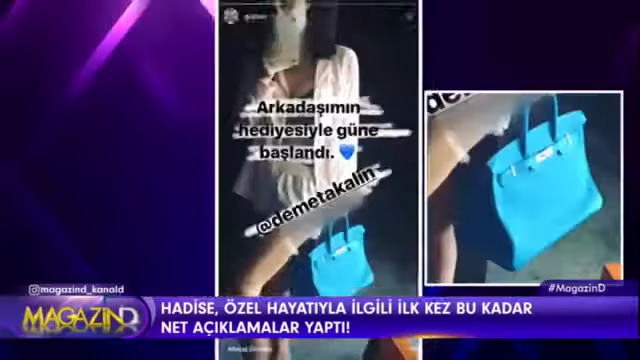 Arkadaşımın
hediyesiyle güne
başlandı. 💙
@demetakalin
magazind_kanald
#MagazinD
MAGAZİN D
HADİSE, ÖZEL HAYATIYLA İLGİLİ İLK KEZ BU KADAR
NET AÇIKLAMALAR YAPTI!